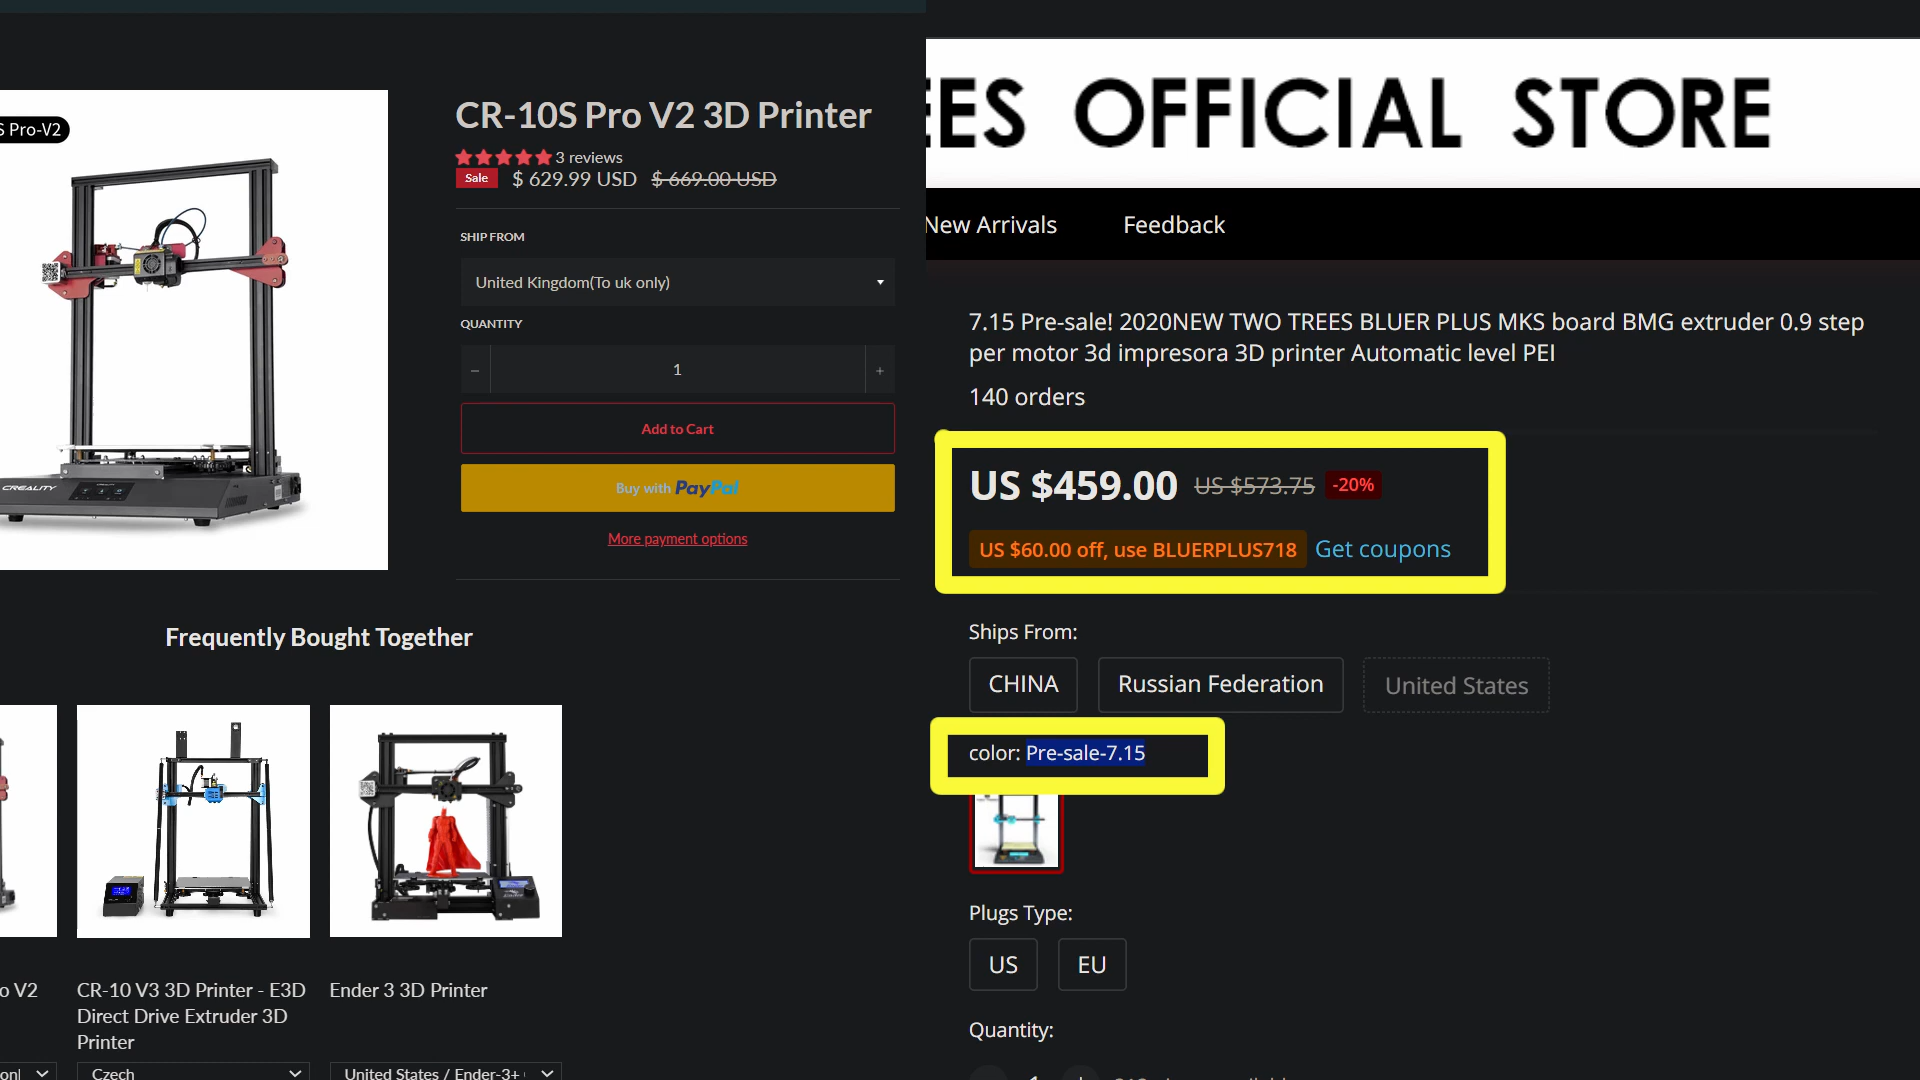 S Pro-V2
CREALITY
CR-10S Pro V2 3D Printer
3 reviews
Sale $ 629.99 USD $ 669.00 USD
SHIP FROM
United Kingdom(To uk only)
QUANTITY
− 1 +
Add to Cart
Buy with PayPal
More payment options
Frequently Bought Together
o V2
CR-10 V3 3D Printer - E3D
Direct Drive Extruder 3D
Printer
Czech
Ender 3 3D Printer
United States / Ender-3+
EES OFFICIAL STORE
New Arrivals Feedback
7.15 Pre-sale! 2020NEW TWO TREES BLUER PLUS MKS board BMG extruder 0.9 step
per motor 3d impresora 3D printer Automatic level PEI
140 orders
US $459.00 US $573.75 -20%
US $60.00 off, use BLUERPLUS718 Get coupons
Ships From:
CHINA Russian Federation United States
color: Pre-sale-7.15
Plugs Type:
US EU
Quantity: